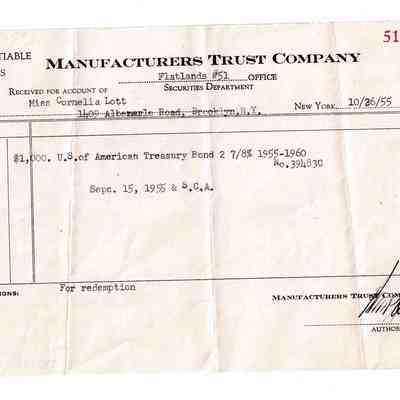 TIABLE
S
51
MANUFACTURERS TRUST COMPANY
Flatlands #51 OFFICE
SECURITIES DEPARTMENT
RECEIVED FOR ACCOUNT OF
Miss Cornelia Lott
1409 Albemarle Road, Brooklyn,N.Y.
NEW YORK 10/26/55
$1,000. U.S.of American Treasury Bond 2 7/8% 1955-1960
No.394830
Sept. 15, 1955 & S.C.A.
IONS: For redemption
MANUFACTURERS TRUST COMP
AUTHOR